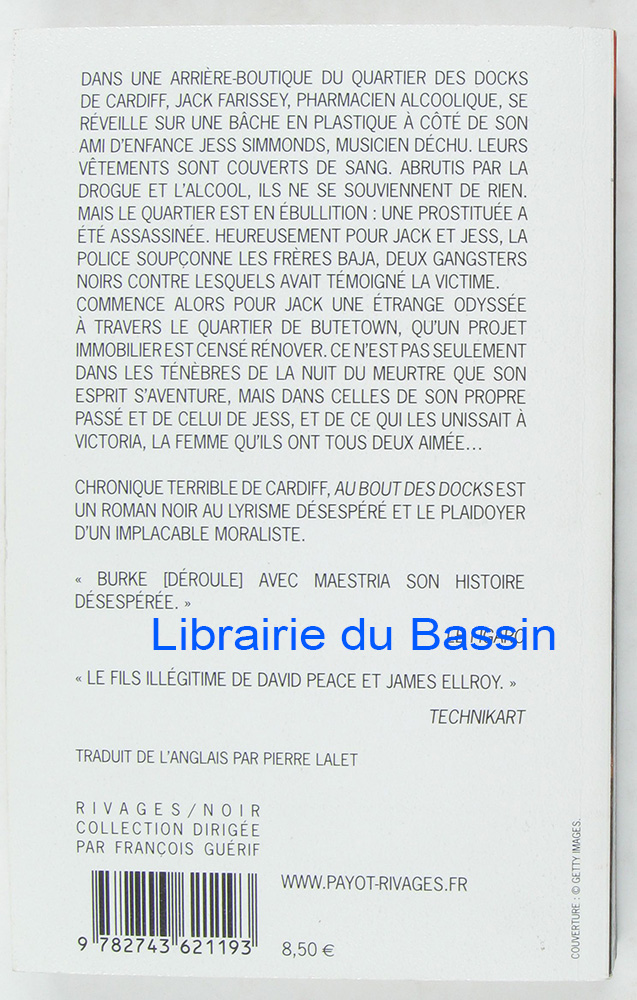 DANS UNE ARRIÈRE-BOUTIQUE DU QUARTIER DES DOCKS
DE CARDIFF, JACK FARISSEY, PHARMACIEN ALCOOLIQUE, SE
RÉVEILLE SUR UNE BÂCHE EN PLASTIQUE À CÔTÉ DE SON
AMI D'ENFANCE JESS SIMMONDS, MUSICIEN DÉCHU. LEURS
VÊTEMENTS SONT COUVERTS DE SANG. ABRUTIS PAR LA
DROGUE ET L'ALCOOL, ILS NE SE SOUVIENNENT DE RIEN.
MAIS LE QUARTIER EST EN ÉBULLITION : UNE PROSTITUÉE A
ÉTÉ ASSASSINÉE. HEUREUSEMENT POUR JACK ET JESS, LA
POLICE SOUPÇONNE LES FRÈRES BAJA, DEUX GANGSTERS
NOIRS CONTRE LESQUELS AVAIT TÉMOIGNÉ LA VICTIME.
COMMENCE ALORS POUR JACK UNE ÉTRANGE ODYSSÉE
À TRAVERS LE QUARTIER DE BUTETOWN, QU'UN PROJET
IMMOBILIER EST CENSÉ RÉNOVER. CE N'EST PAS SEULEMENT
DANS LES TÉNÈBRES DE LA NUIT DU MEURTRE QUE SON
ESPRIT S'AVENTURE, MAIS DANS CELLES DE SON PROPRE
PASSÉ ET DE CELUI DE JESS, ET DE CE QUI LES UNISSAIT À
VICTORIA, LA FEMME QU'ILS ONT TOUS DEUX AIMÉE...
CHRONIQUE TERRIBLE DE CARDIFF, AU BOUT DES DOCKS EST
UN ROMAN NOIR AU LYRISME DÉSESPÉRÉ ET LE PLAIDOYER
D'UN IMPLACABLE MORALISTE.
« BURKE [DÉROULE] AVEC MAESTRIA SON HISTOIRE
DÉSESPÉRÉE. »
LE FIGARO
Librairie du Bassin
« LE FILS ILLÉGITIME DE DAVID PEACE ET JAMES ELLROY. »
TECHNIKART
TRADUIT DE L'ANGLAIS PAR PIERRE LALET
RIVAGES/NOIR
COLLECTION DIRIGÉE
PAR FRANÇOIS GUÉRIF
WWW.PAYOT-RIVAGES.FR
9 782743 621193
8,50 €
COUVERTURE : © GETTY IMAGES.